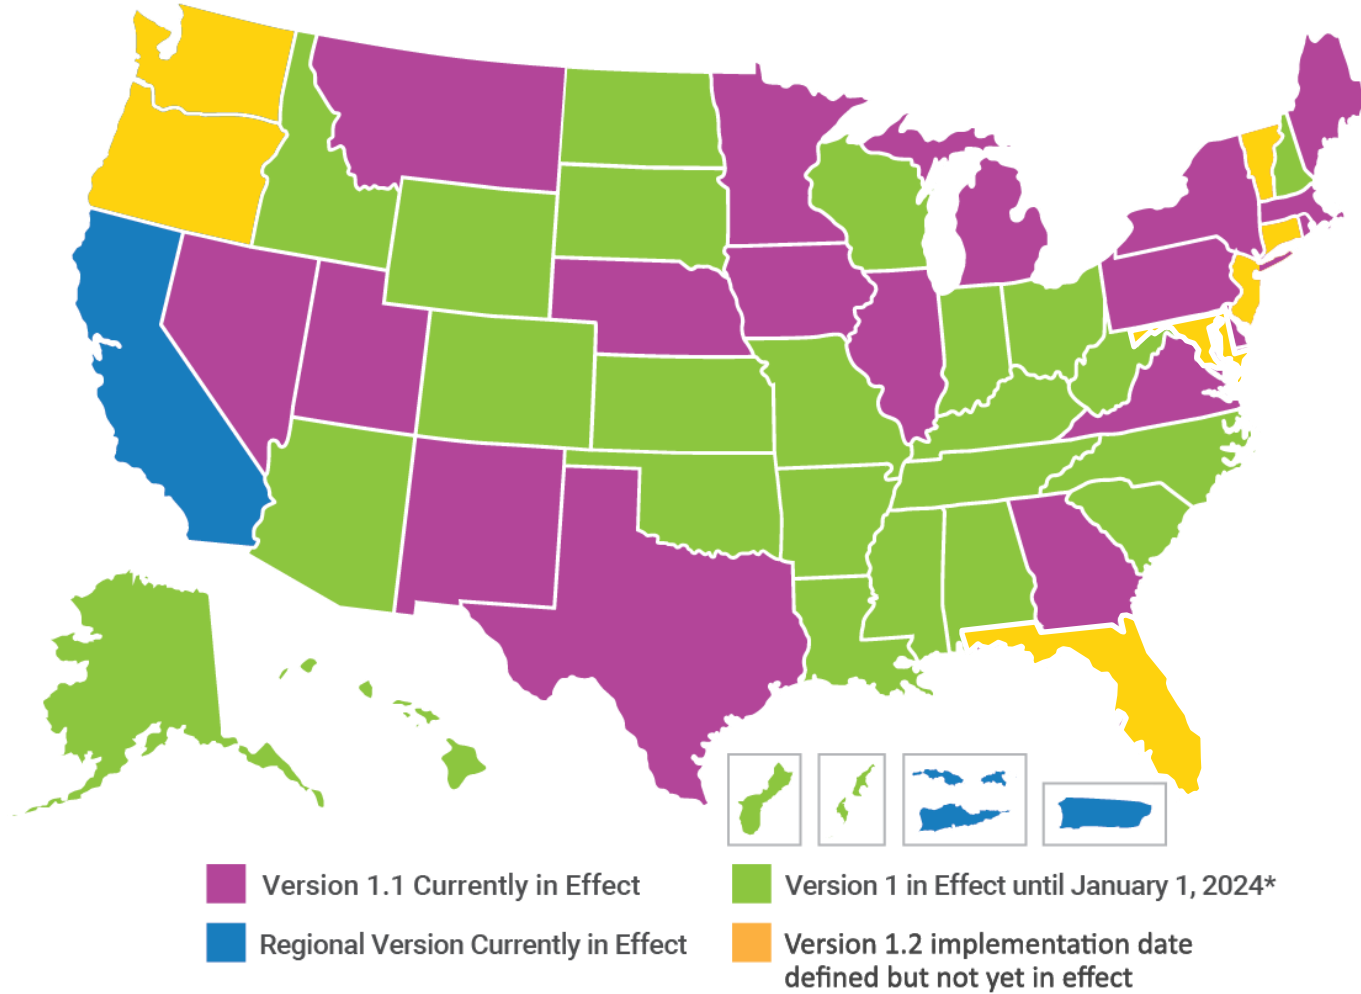 Version 1.1 Currently in Effect
Version 1 in Effect until January 1, 2024*
Regional Version Currently in Effect
Version 1.2 implementation date
defined but not yet in effect